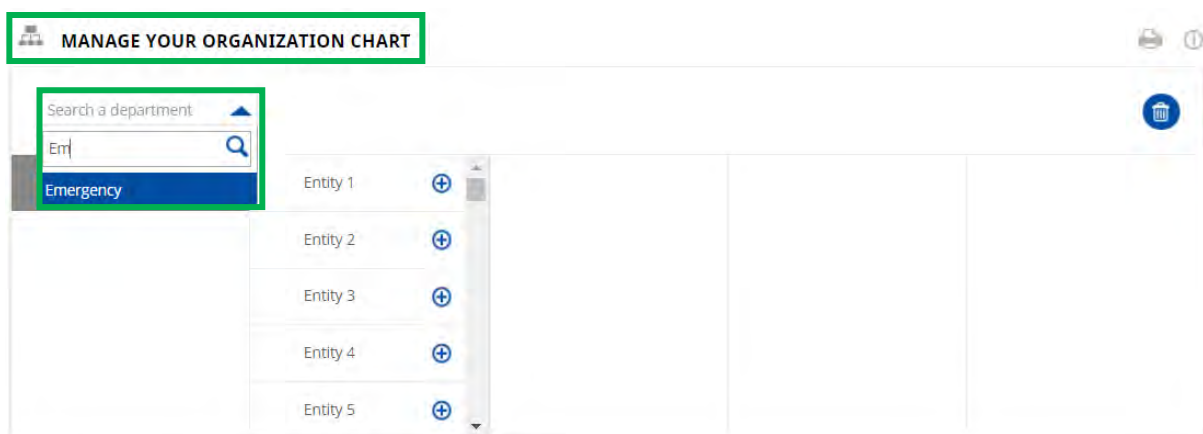 MANAGE YOUR ORGANIZATION CHART
Search a department
Em
Emergency
Entity 1
Entity 2
Entity 3
Entity 4
Entity 5